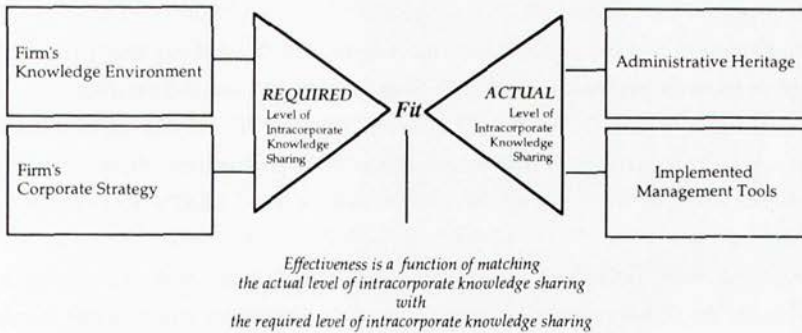 Firm's
Knowledge Environment
Firm's
Corporate Strategy
REQUIRED
Level of
Intracorporate
Knowledge
Sharing
Fit
ACTUAL
Level of
Intracorporate
Knowledge
Sharing
Administrative Heritage
Implemented
Management Tools
Effectiveness is a function of matching
the actual level of intracorporate knowledge sharing
with
the required level of intracorporate knowledge sharing